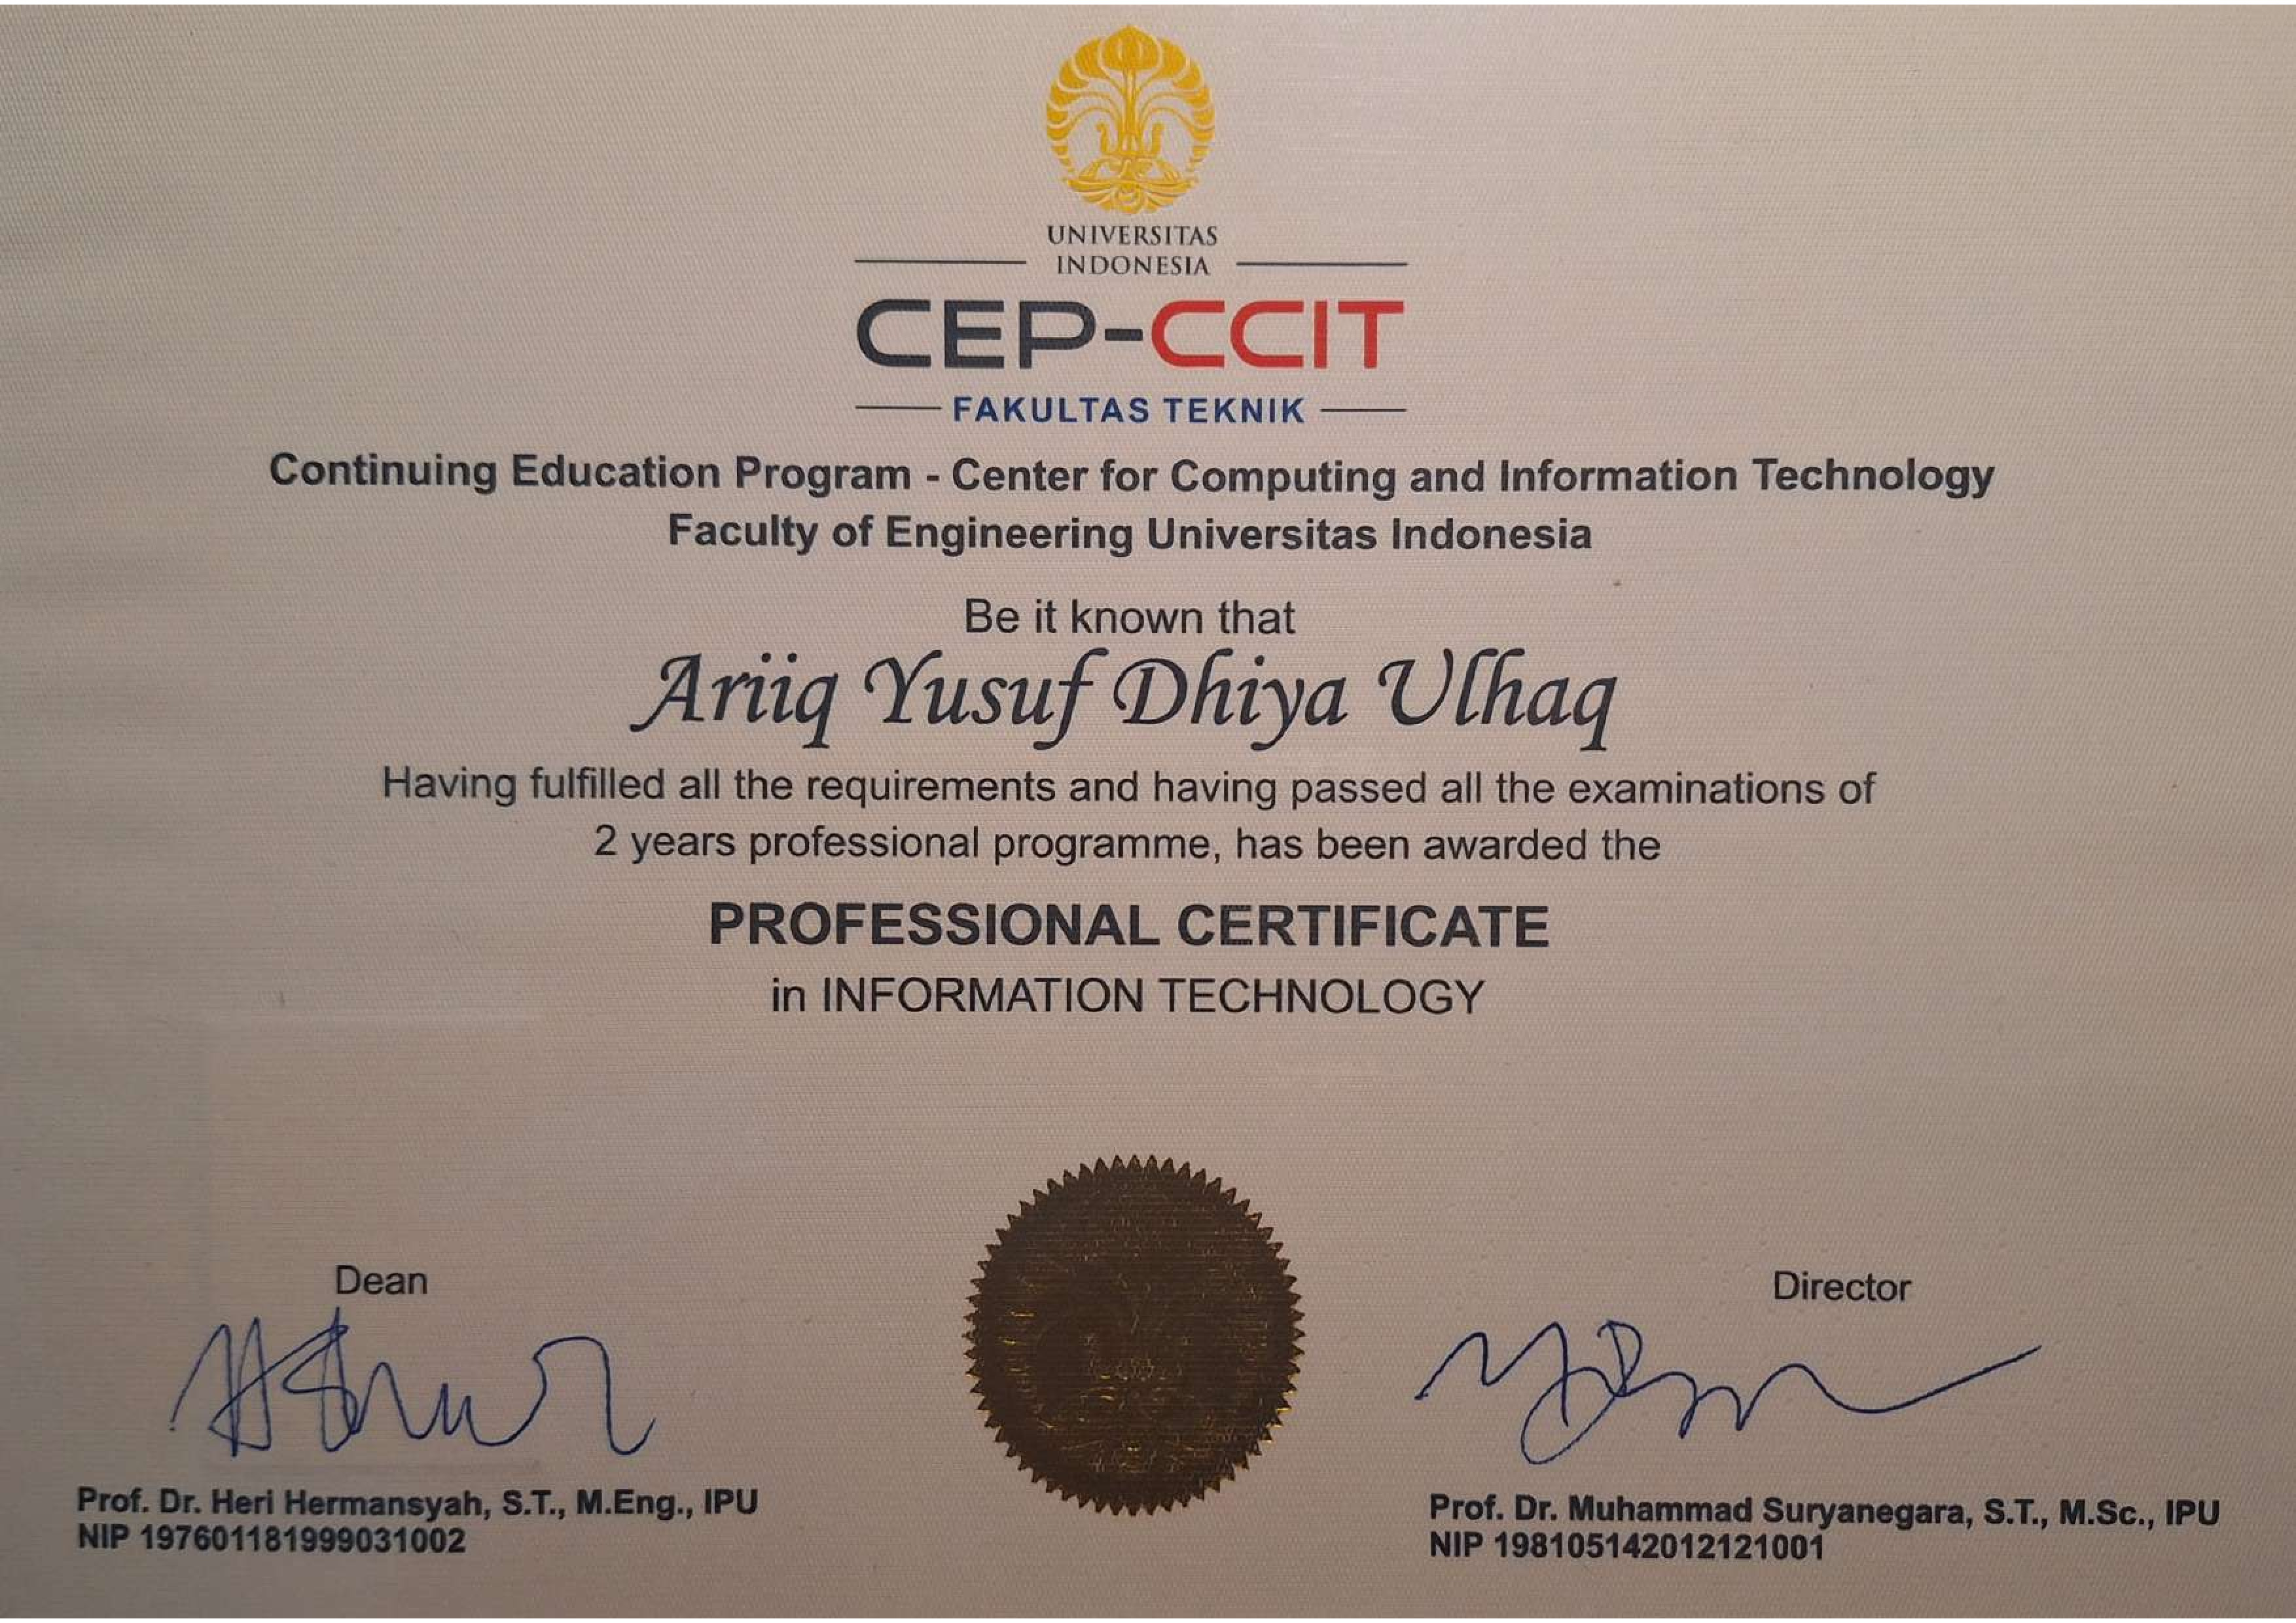 UNIVERSITAS
INDONESIA
CEP-CCIT
FAKULTAS TEKNIK
Continuing Education Program - Center for Computing and Information Technology
Faculty of Engineering Universitas Indonesia
Be it known that
Ariiq Yusuf Dhiya Ulhaq
Having fulfilled all the requirements and having passed all the examinations of
2 years professional programme, has been awarded the
PROFESSIONAL CERTIFICATE
in INFORMATION TECHNOLOGY
Dean
Director
Prof. Dr. Heri Hermansyah, S.T., M.Eng., IPU
NIP 197601181999031002
Prof. Dr. Muhammad Suryanegara, S.T., M.Sc., IPU
NIP 198105142012121001